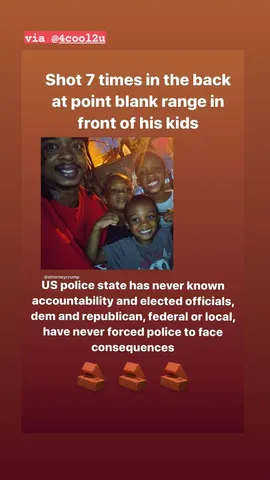 via @4cool2u
Shot 7 times in the back
at point blank range in
front of his kids
@attorneycrump
US police state has never known
accountability and elected officials,
dem and republican, federal or local,
have never forced police to face
consequences